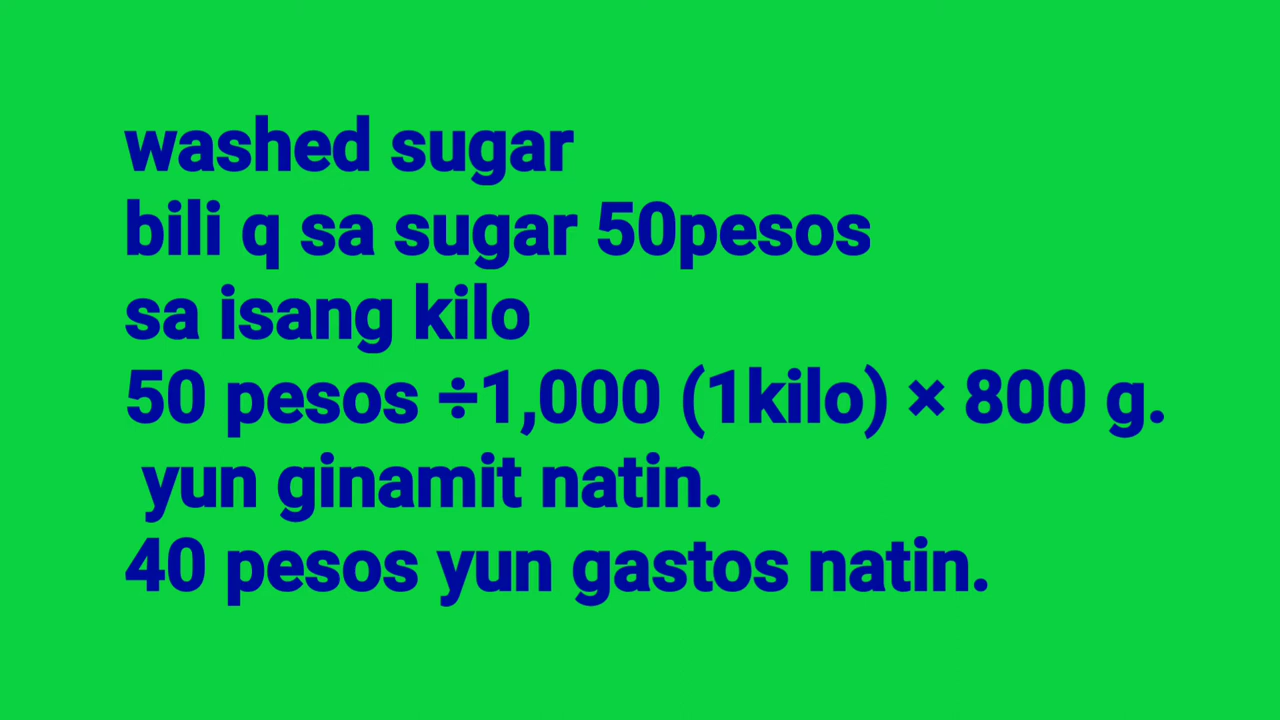 washed sugar
bili q sa sugar 50pesos
sa isang kilo
50 pesos ÷1,000 (1kilo) × 800 g.
yun ginamit natin.
40 pesos yun gastos natin.